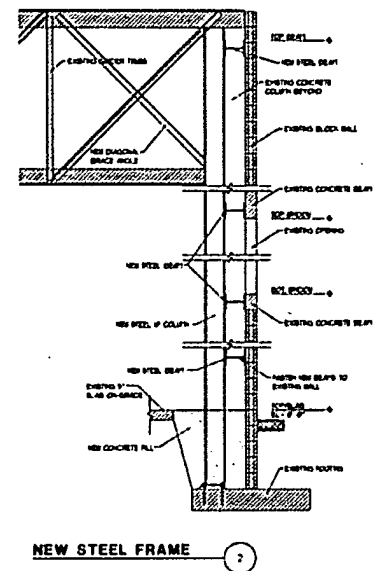 TOP BEAM
NEW STEEL BEAM
EXISTING GIRDER TRUSS
EXISTING CONCRETE
COLUMN BEYOND
EXISTING BLOCK WALL
NEW DIAGONAL
BRACE ANGLE
EXISTING CONCRETE BEAM
EXISTING OPENING
NEW STEEL BEAM
NEW STEEL COLUMN
EXISTING CONCRETE BEAM
NEW STEEL BEAM
FASTEN NEW BEAMS TO
EXISTING WALL
EXISTING 5"
SLAB ON-GRADE
NEW CONCRETE FILL
EXISTING FOOTING
NEW STEEL FRAME
2